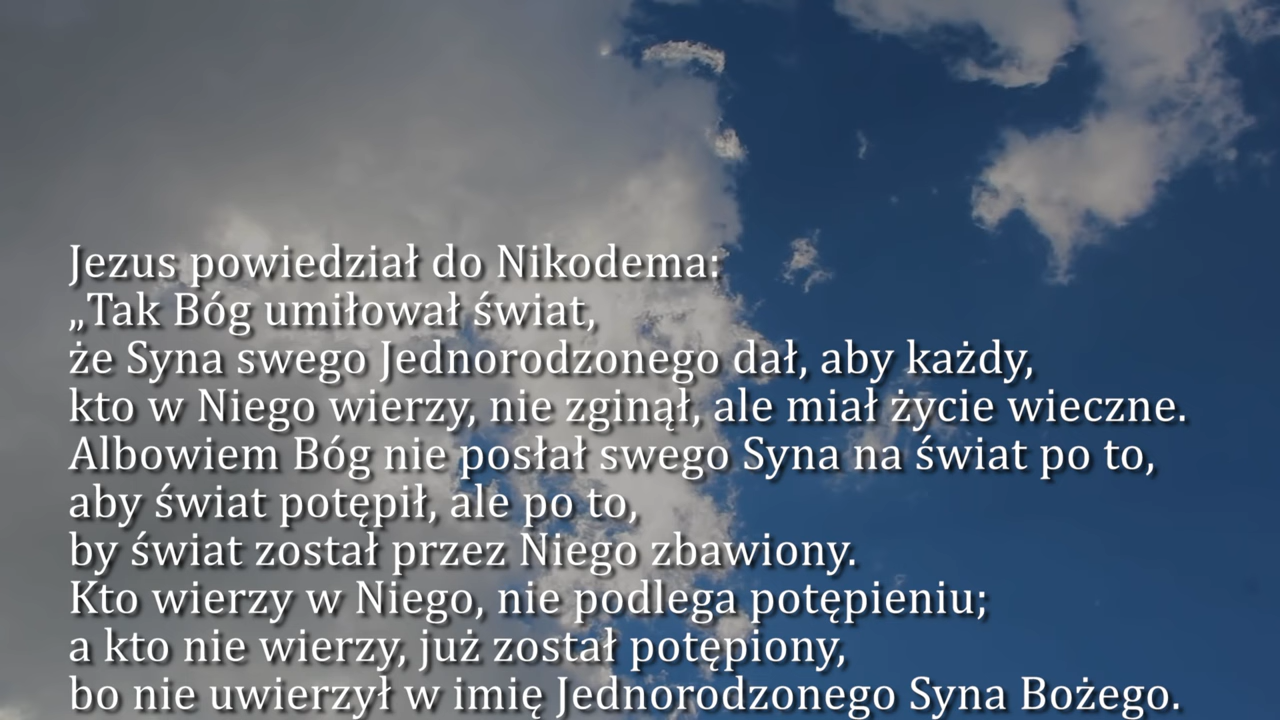 Jezus powiedział do Nikodema:
„Tak Bóg umiłował świat,
że Syna swego Jednorodzonego dał, aby każdy,
kto w Niego wierzy, nie zginął, ale miał życie wieczne.
Albowiem Bóg nie posłał swego Syna na świat po to,
aby świat potępił, ale po to,
by świat został przez Niego zbawiony.
Kto wierzy w Niego, nie podlega potępieniu;
a kto nie wierzy, już został potępiony,
bo nie uwierzył w imię Jednorodzonego Syna Bożego.